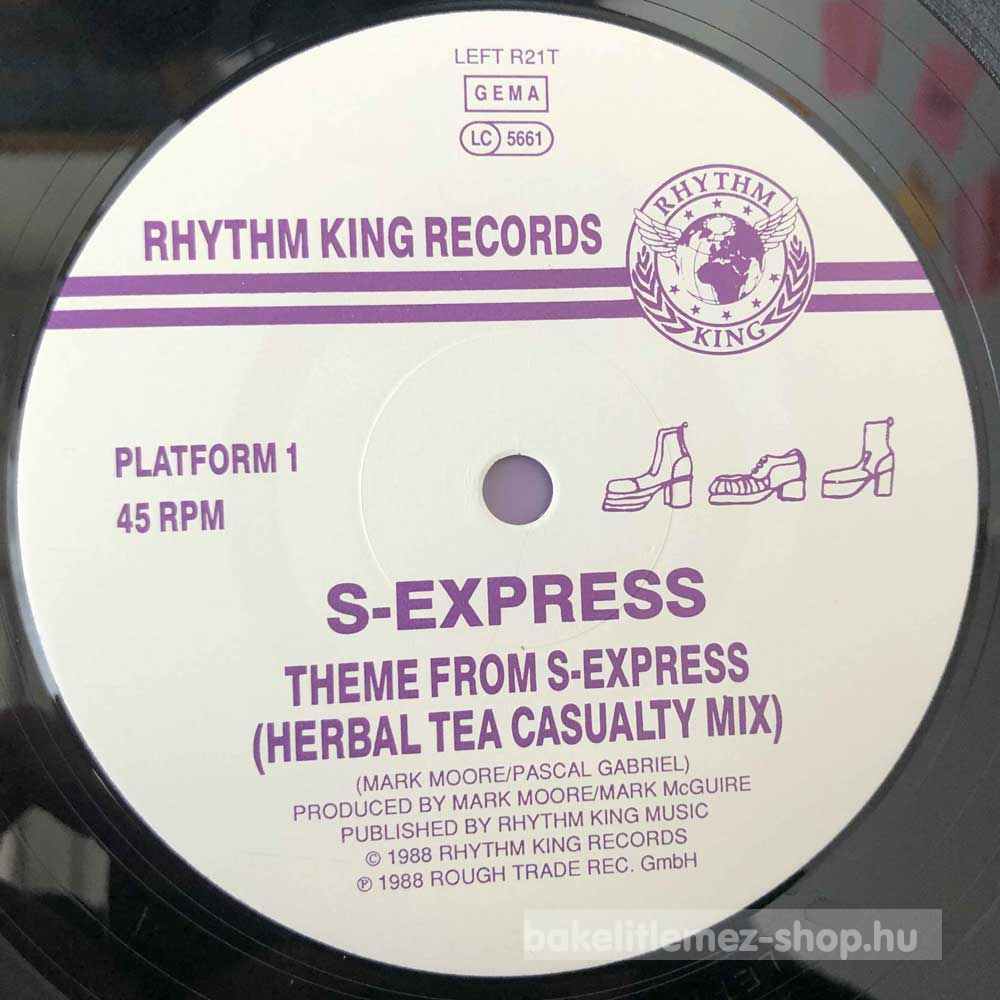 LEFT R21T
GEMA
LC 5661
RHYTHM KING RECORDS
RHYTHM
KING
PLATFORM 1
45 RPM
S-EXPRESS
THEME FROM S-EXPRESS
(HERBAL TEA CASUALTY MIX)
(MARK MOORE/PASCAL GABRIEL)
PRODUCED BY MARK MOORE/MARK McGUIRE
PUBLISHED BY RHYTHM KING MUSIC
© 1988 RHYTHM KING RECORDS
℗ 1988 ROUGH TRADE REC. GmbH
bakelitlemez-shop.hu